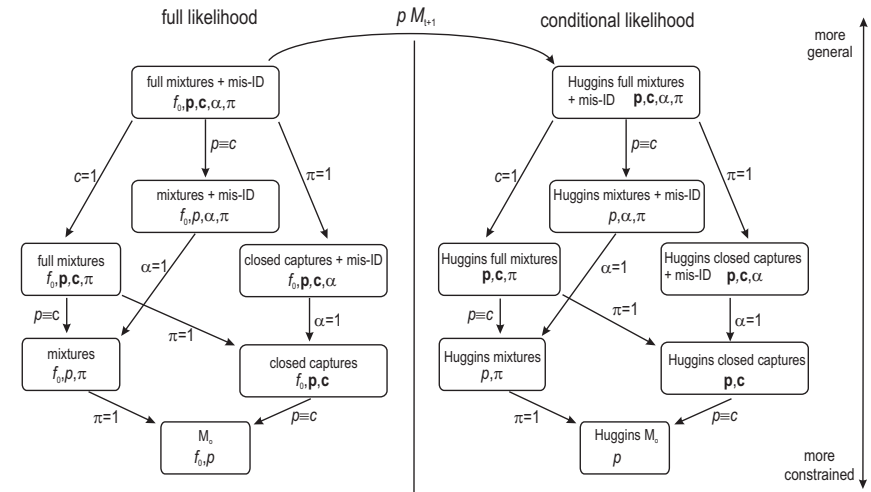 full likelihood
p Mt+1
conditional likelihood
more
general
full mixtures + mis-ID
f0,p,c,α,π
Huggins full mixtures
+ mis-ID p,c,α,π
c=1
p≡c
π=1
c=1
p≡c
π=1
mixtures + mis-ID
f0,p,α,π
Huggins mixtures + mis-ID
p,α,π
full mixtures
f0,p,c,π
α=1
closed captures + mis-ID
f0,p,c,α
Huggins full mixtures
p,c,π
α=1
Huggins closed captures
+ mis-ID p,c,α
p≡c
π=1
α=1
p≡c
π=1
α=1
mixtures
f0,p,π
closed captures
f0,p,c
Huggins mixtures
p,π
Huggins closed captures
p,c
π=1
p≡c
π=1
p≡c
Mo
f0,p
Huggins Mo
p
more
constrained